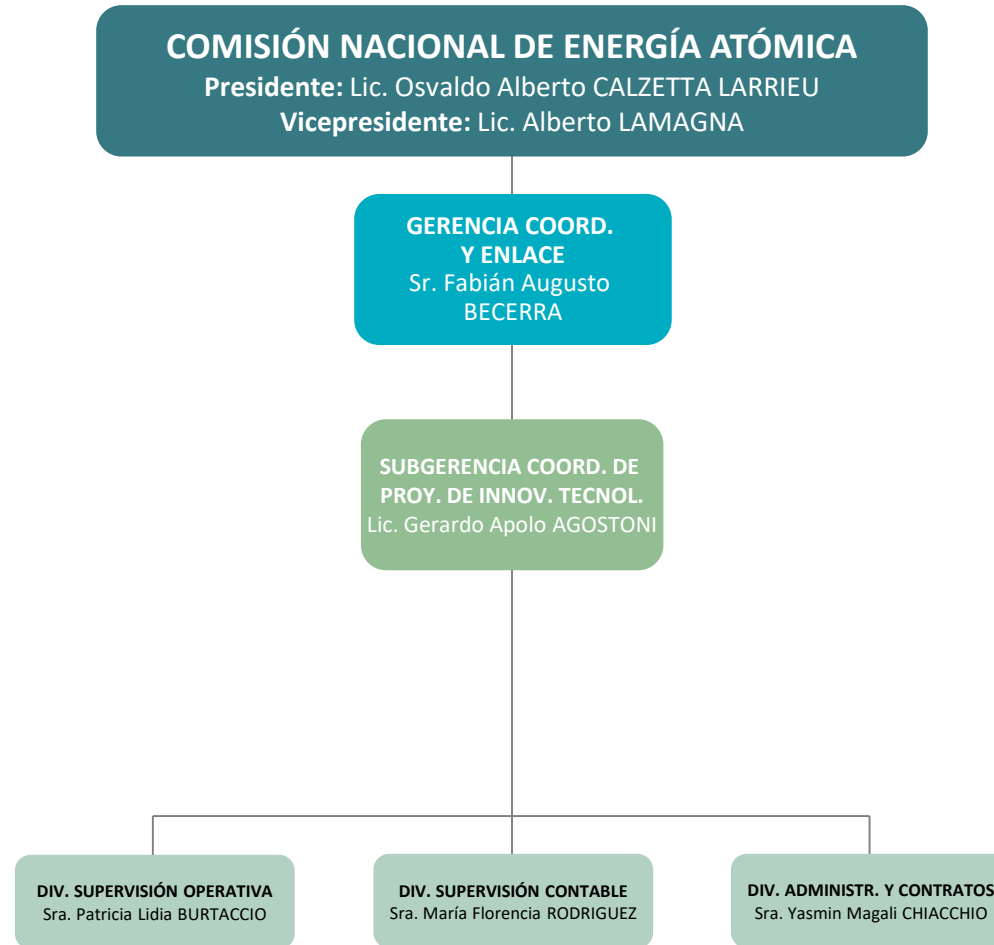 COMISIÓN NACIONAL DE ENERGÍA ATÓMICA
Presidente: Lic. Osvaldo Alberto CALZETTA LARRIEU
Vicepresidente: Lic. Alberto LAMAGNA
GERENCIA COORD.
Y ENLACE
Sr. Fabián Augusto
BECERRA
SUBGERENCIA COORD. DE
PROY. DE INNOV. TECNOL.
Lic. Gerardo Apolo AGOSTONI
DIV. SUPERVISIÓN OPERATIVA
Sra. Patricia Lidia BURTACCIO
DIV. SUPERVISIÓN CONTABLE
Sra. María Florencia RODRIGUEZ
DIV. ADMINISTR. Y CONTRATOS
Sra. Yasmin Magali CHIACCHIO